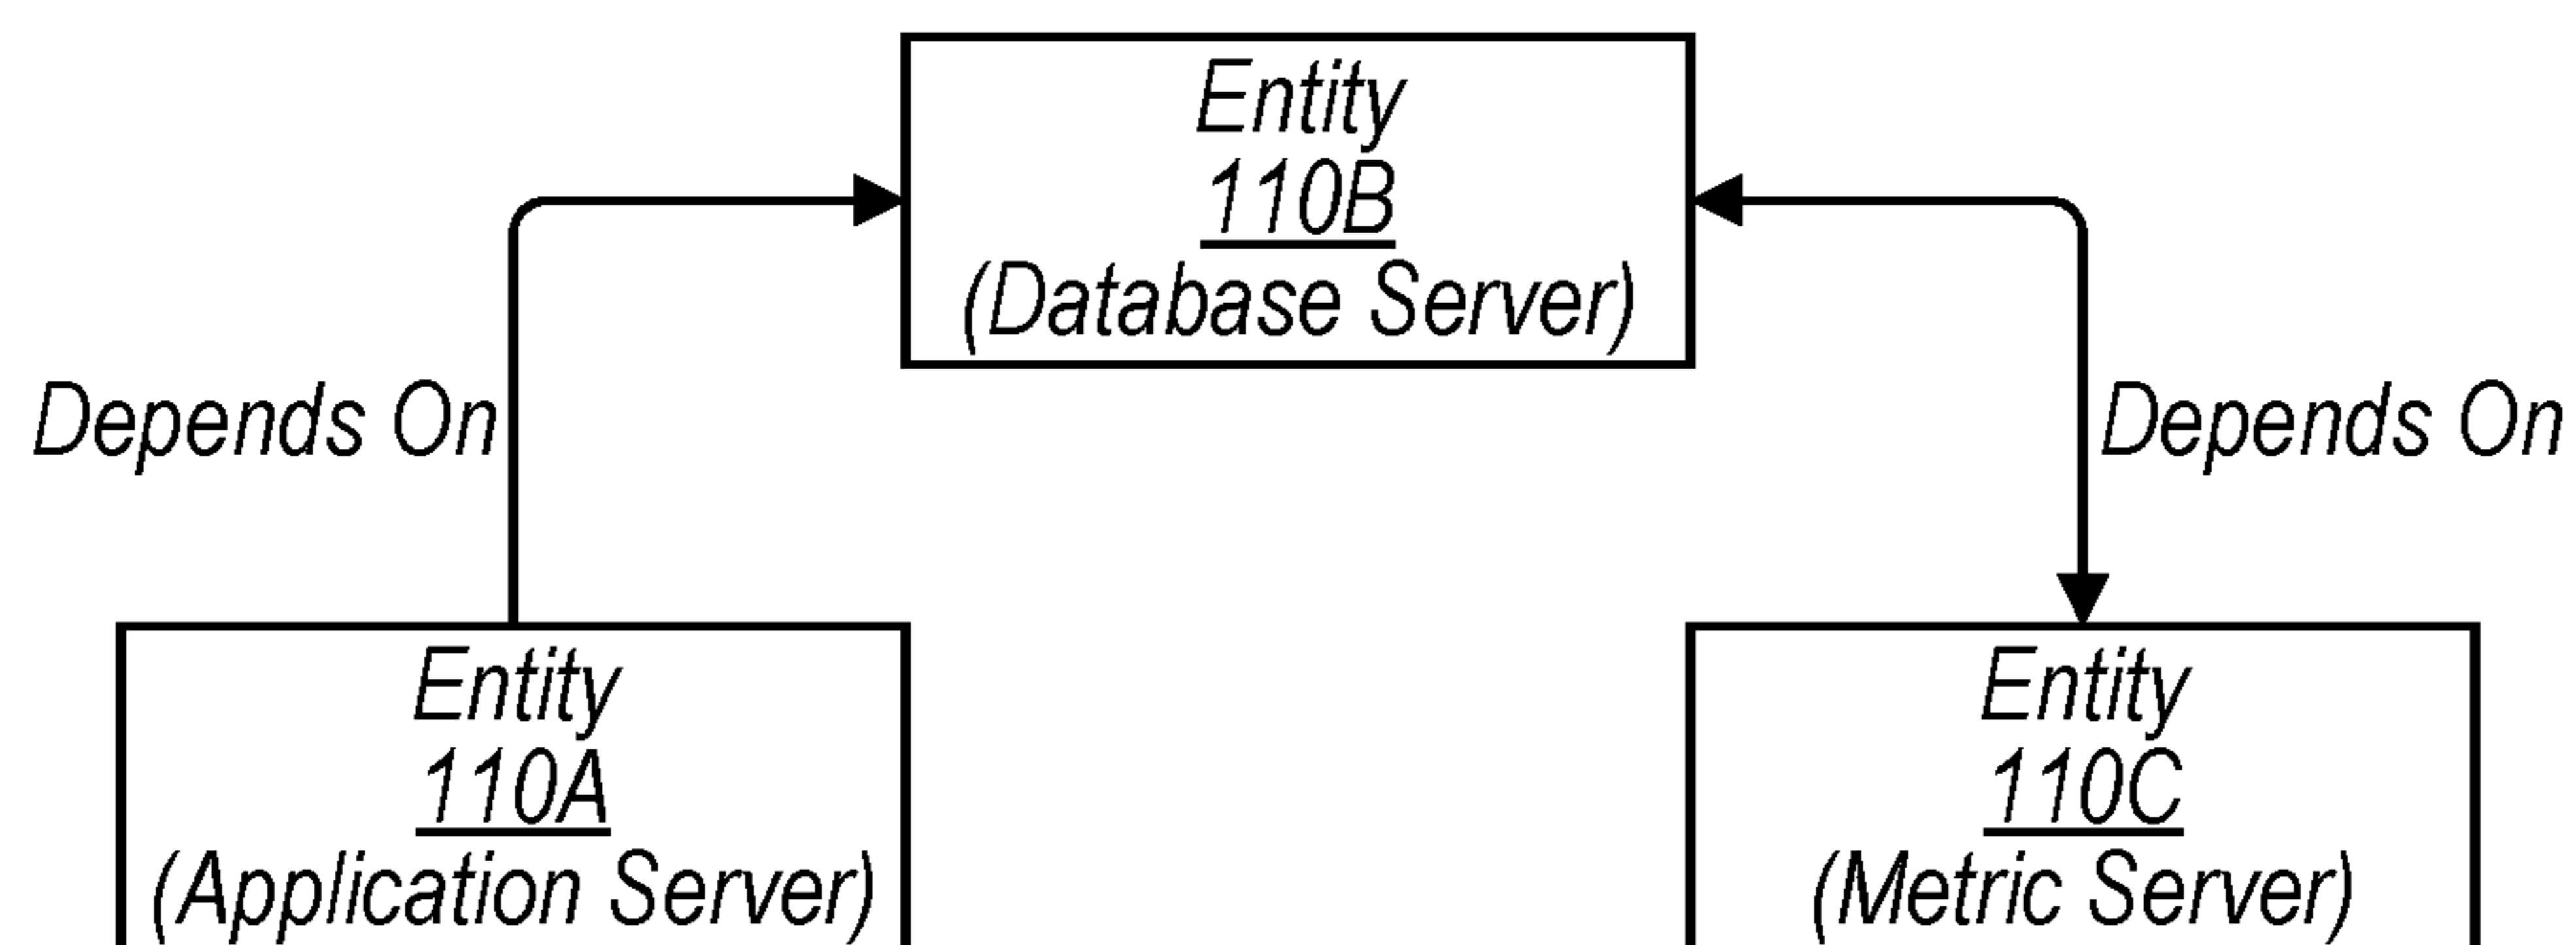 Entity
110B
(Database Server)
Depends On
Depends On
Entity
110A
(Application Server)
Entity
110C
(Metric Server)